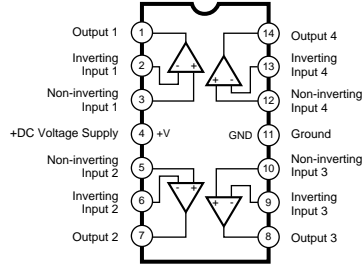 Output 1
1
14
Output 4
Inverting
Input 1
2
- +
+ -
13
Inverting
Input 4
Non-inverting
Input 1
3
12
Non-inverting
Input 4
+DC Voltage Supply
4
+V
GND
11
Ground
Non-inverting
Input 2
5
10
Non-inverting
Input 3
Inverting
Input 2
6
- +
+ -
9
Inverting
Input 3
Output 2
7
8
Output 3